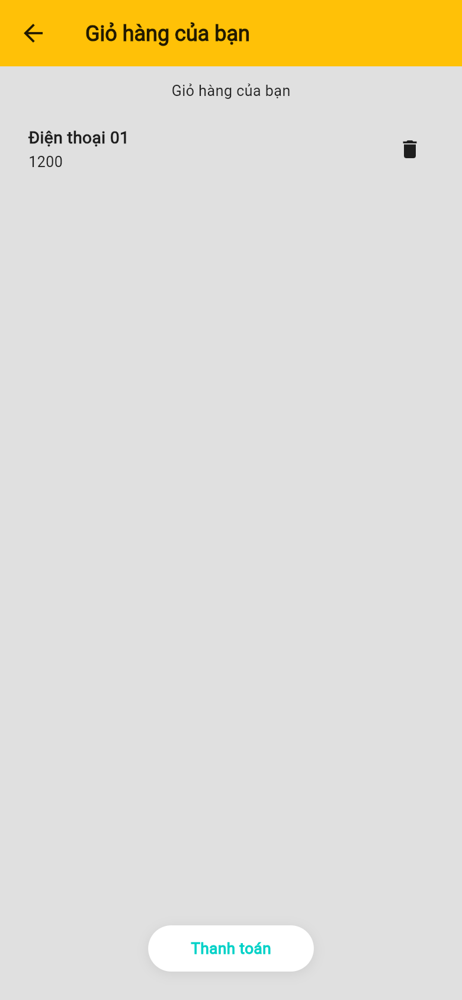 Giỏ hàng của bạn
Giỏ hàng của bạn
Điện thoại 01
1200
Thanh toán